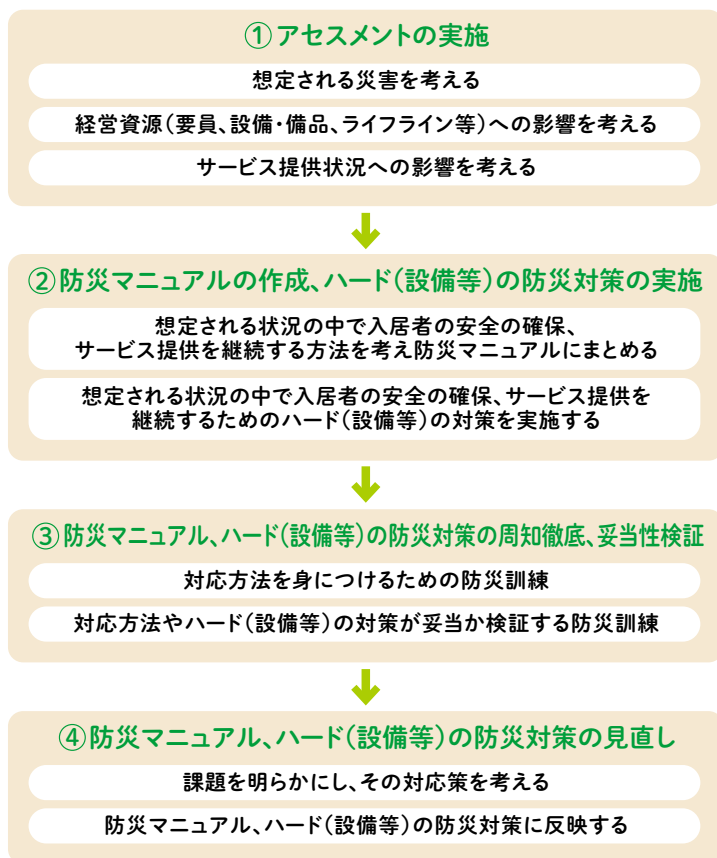 ①アセスメントの実施
想定される災害を考える
経営資源(要員、設備・備品、ライフライン等)への影響を考える
サービス提供状況への影響を考える
②防災マニュアルの作成、ハード(設備等)の防災対策の実施
想定される状況の中で入居者の安全の確保、
サービス提供を継続する方法を考え防災マニュアルにまとめる
想定される状況の中で入居者の安全の確保、サービス提供を
継続するためのハード(設備等)の対策を実施する
③防災マニュアル、ハード(設備等)の防災対策の周知徹底、妥当性検証
対応方法を身につけるための防災訓練
対応方法やハード(設備等)の対策が妥当か検証する防災訓練
④防災マニュアル、ハード(設備等)の防災対策の見直し
課題を明らかにし、その対応策を考える
防災マニュアル、ハード(設備等)の防災対策に反映する